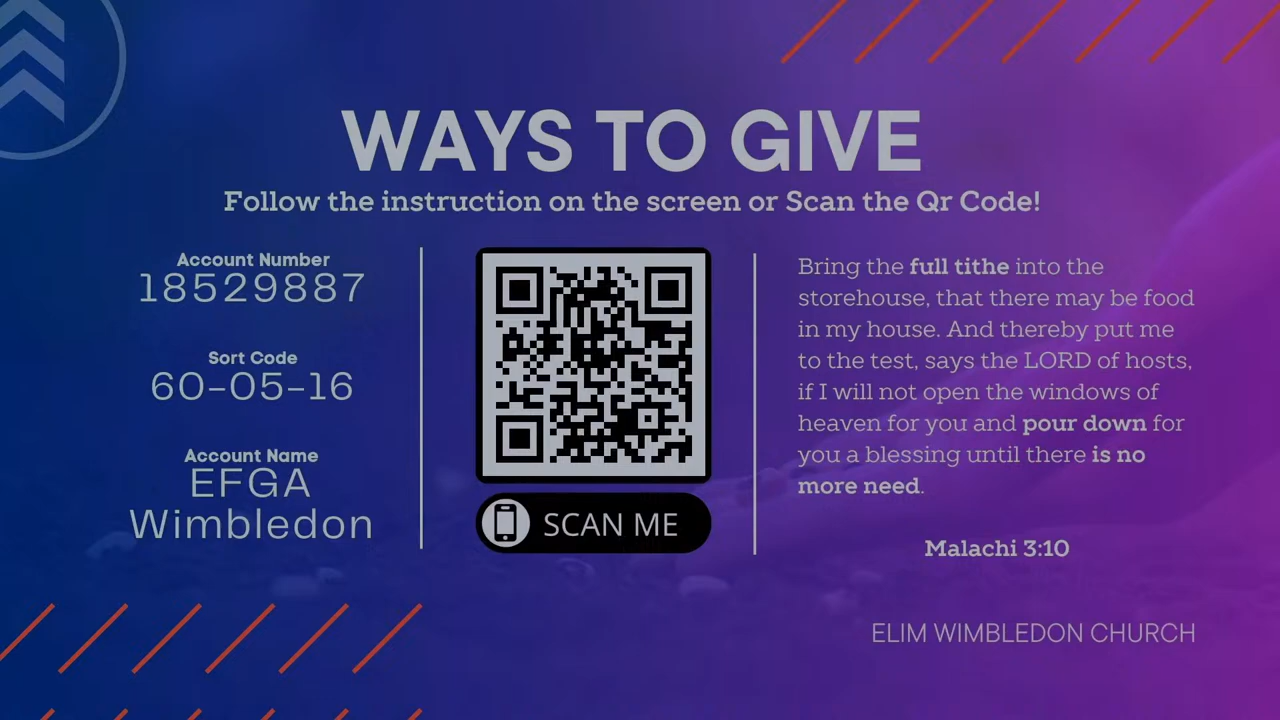 WAYS TO GIVE
Follow the instruction on the screen or Scan the Qr Code!
Account Number
18529887
Sort Code
60-05-16
Account Name
EFGA
Wimbledon
SCAN ME
Bring the full tithe into the
storehouse, that there may be food
in my house. And thereby put me
to the test, says the LORD of hosts,
if I will not open the windows of
heaven for you and pour down for
you a blessing until there is no
more need.
Malachi 3:10
ELIM WIMBLEDON CHURCH